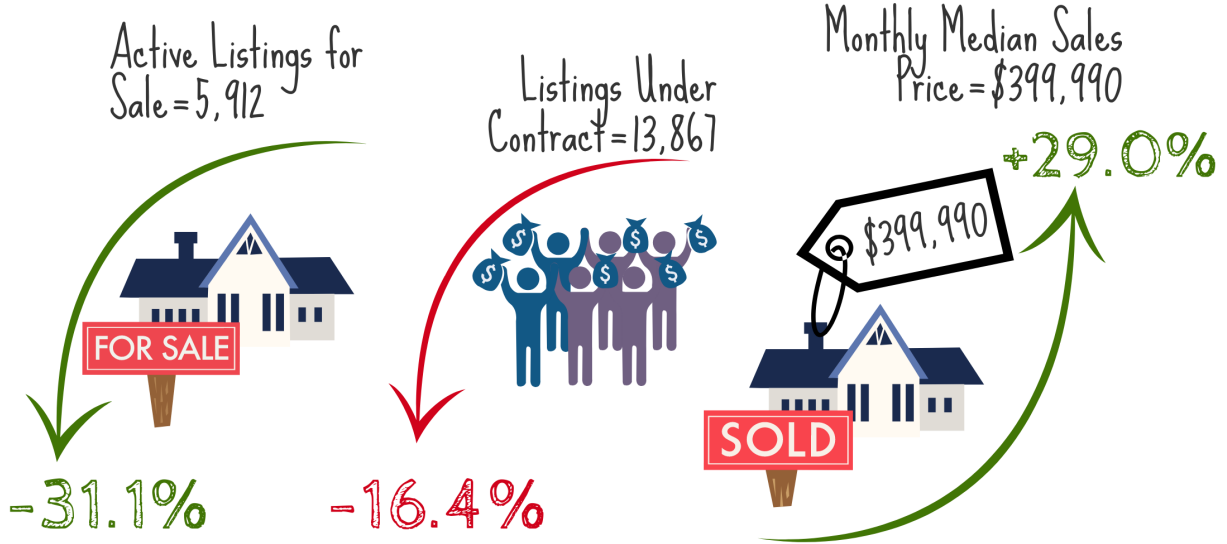 Active Listings for
Sale=5,912
Listings Under
Contract=13,867
Monthly Median Sales
Price=$399,990
+29.0%
$399,990
$
$
$
$
$
$
FOR SALE
SOLD
-31.1%
-16.4%